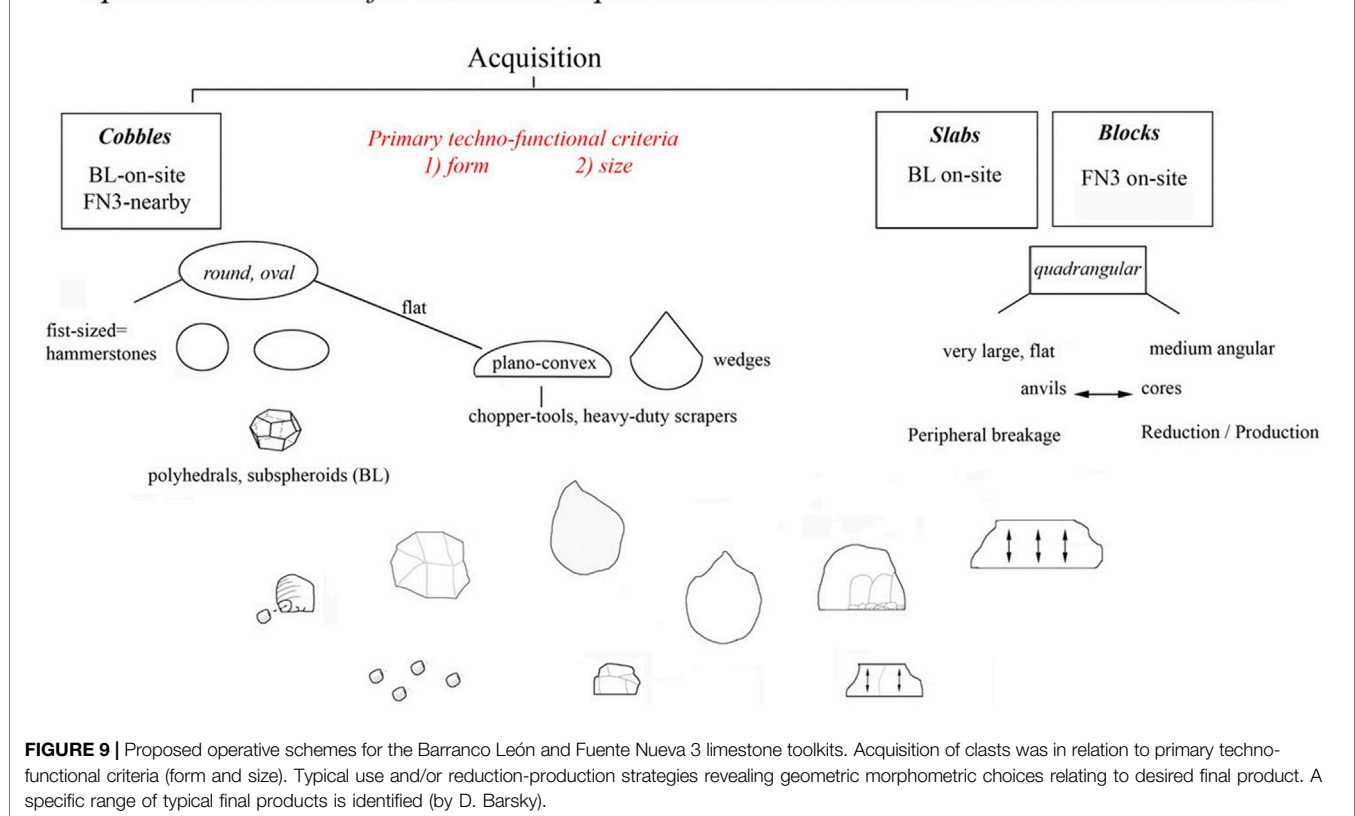 Acquisition
Cobbles
BL-on-site
FN3-nearby
Primary techno-functional criteria
1) form 2) size
Slabs
BL on-site
Blocks
FN3 on-site
round, oval
quadrangular
flat
fist-sized=
hammerstones
plano-convex
wedges
chopper-tools, heavy-duty scrapers
polyhedrals, subspheroids (BL)
very large, flat
medium angular
anvils
cores
Peripheral breakage
Reduction / Production
FIGURE 9 | Proposed operative schemes for the Barranco León and Fuente Nueva 3 limestone toolkits. Acquisition of clasts was in relation to primary techno-
functional criteria (form and size). Typical use and/or reduction-production strategies revealing geometric morphometric choices relating to desired final product. A
specific range of typical final products is identified (by D. Barsky).